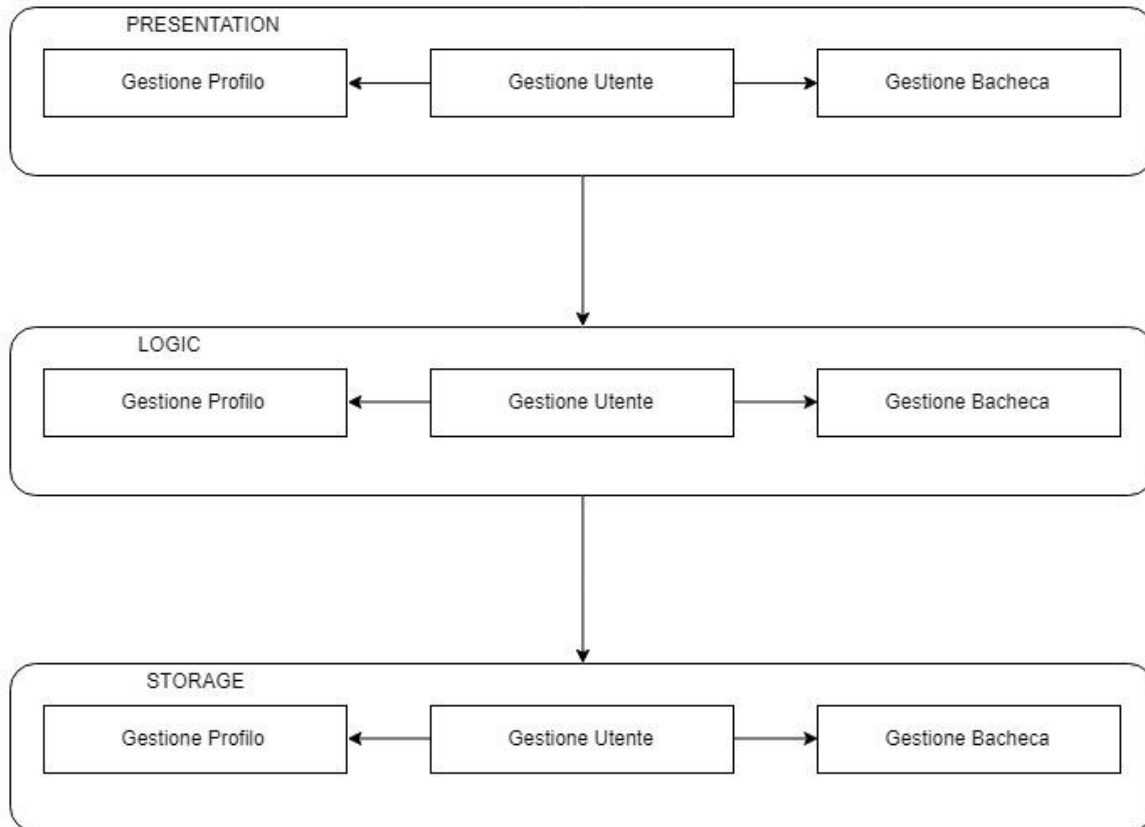 PRESENTATION
Gestione Profilo
Gestione Utente
Gestione Bacheca
LOGIC
Gestione Profilo
Gestione Utente
Gestione Bacheca
STORAGE
Gestione Profilo
Gestione Utente
Gestione Bacheca